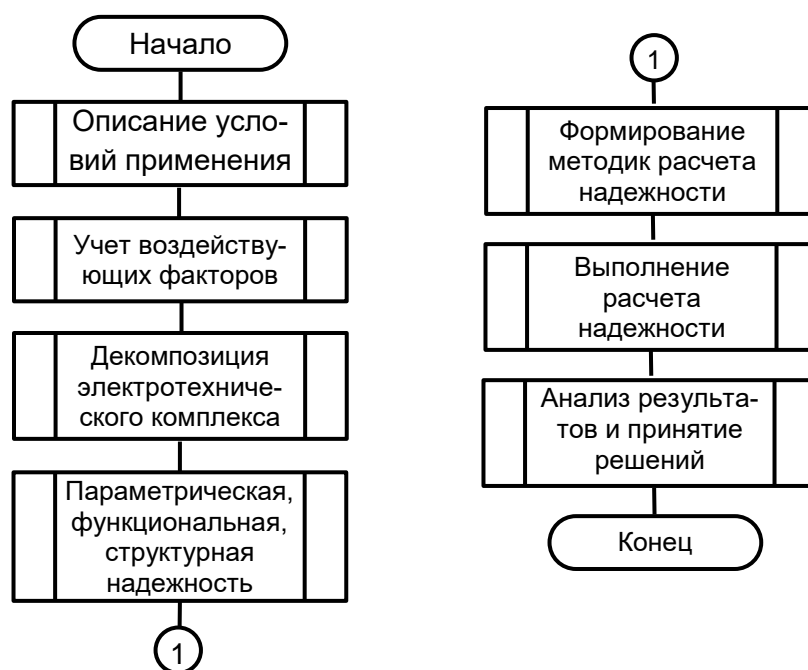 Начало
Описание усло-
вий применения
Учет воздейству-
ющих факторов
Декомпозиция
электротехниче-
ского комплекса
Параметрическая,
функциональная,
структурная
надежность
1
1
Формирование
методик расчета
надежности
Выполнение
расчета
надежности
Анализ результа-
тов и принятие
решений
Конец